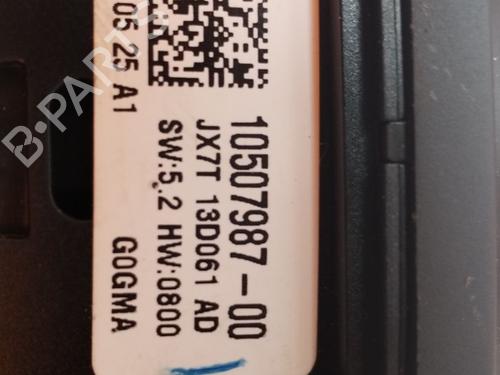 10507987-00
JX7T 13D061 AD
SW:5.2 HW:0800
05 25 A1
G0GMA
B-PARTS